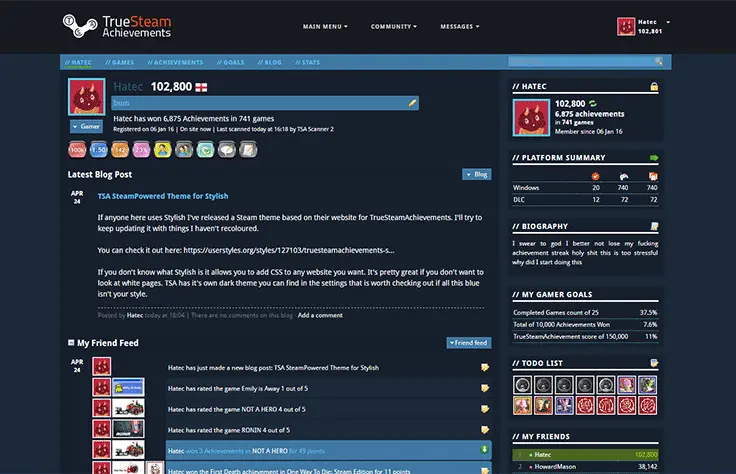 TrueSteam
Achievements
MAIN MENU
COMMUNITY
MESSAGES
Hatec
102,801
// HATEC // GAMES // ACHIEVEMENTS // GOALS // BLOG // STATS
Hatec 102,800
bum
Hatec has won 6,875 Achievements in 741 games
Gamer
Registered on 06 Jan 16 | On site now | Last scanned today at 16:18 by TSA Scanner 2
100k
1.50
142
23%
Latest Blog Post
Blog
APR
24
TSA SteamPowered Theme for Stylish
If anyone here uses Stylish I've released a Steam theme based on their website for TrueSteamAchievements. I'll try to
keep updating it with things I haven't recoloured.
You can check it out here: https://userstyles.org/styles/127103/truesteamachievements-s...
If you don't know what Stylish is it allows you to add CSS to any website you want. It's pretty great if you don't want to
look at white pages. TSA has it's own dark theme you can find in the settings that is worth checking out if all this blue
isn't your style.
Posted by Hatec today at 18:04 | There are no comments on this blog - Add a comment
My Friend Feed
Friend feed
APR
24
Hatec has just made a new blog post: TSA SteamPowered Theme for Stylish
Hatec has rated the game Emily is Away 1 out of 5
Hatec has rated the game NOT A HERO 4 out of 5
Hatec has rated the game RONIN 4 out of 5
Hatec won 3 Achievements in NOT A HERO for 49 points
Hatec won the First Death achievement in One Way To Die: Steam Edition for 11 points
// HATEC
102,800
6,875 achievements
in 741 games
Member since 06 Jan 16
// PLATFORM SUMMARY
Windows 20 740 740
DLC 12 72 72
// BIOGRAPHY
I swear to god I better not lose my fucking
achievement streak holy shit this is too stressful
why did I start doing this
// MY GAMER GOALS
Completed Games count of 25 37.5%
Total of 10,000 Achievements Won 7.6%
TrueSteamAchievement score of 150,000 11%
// TODO LIST
// MY FRIENDS
1 Hatec 102,800
2 HowardMason 38,142